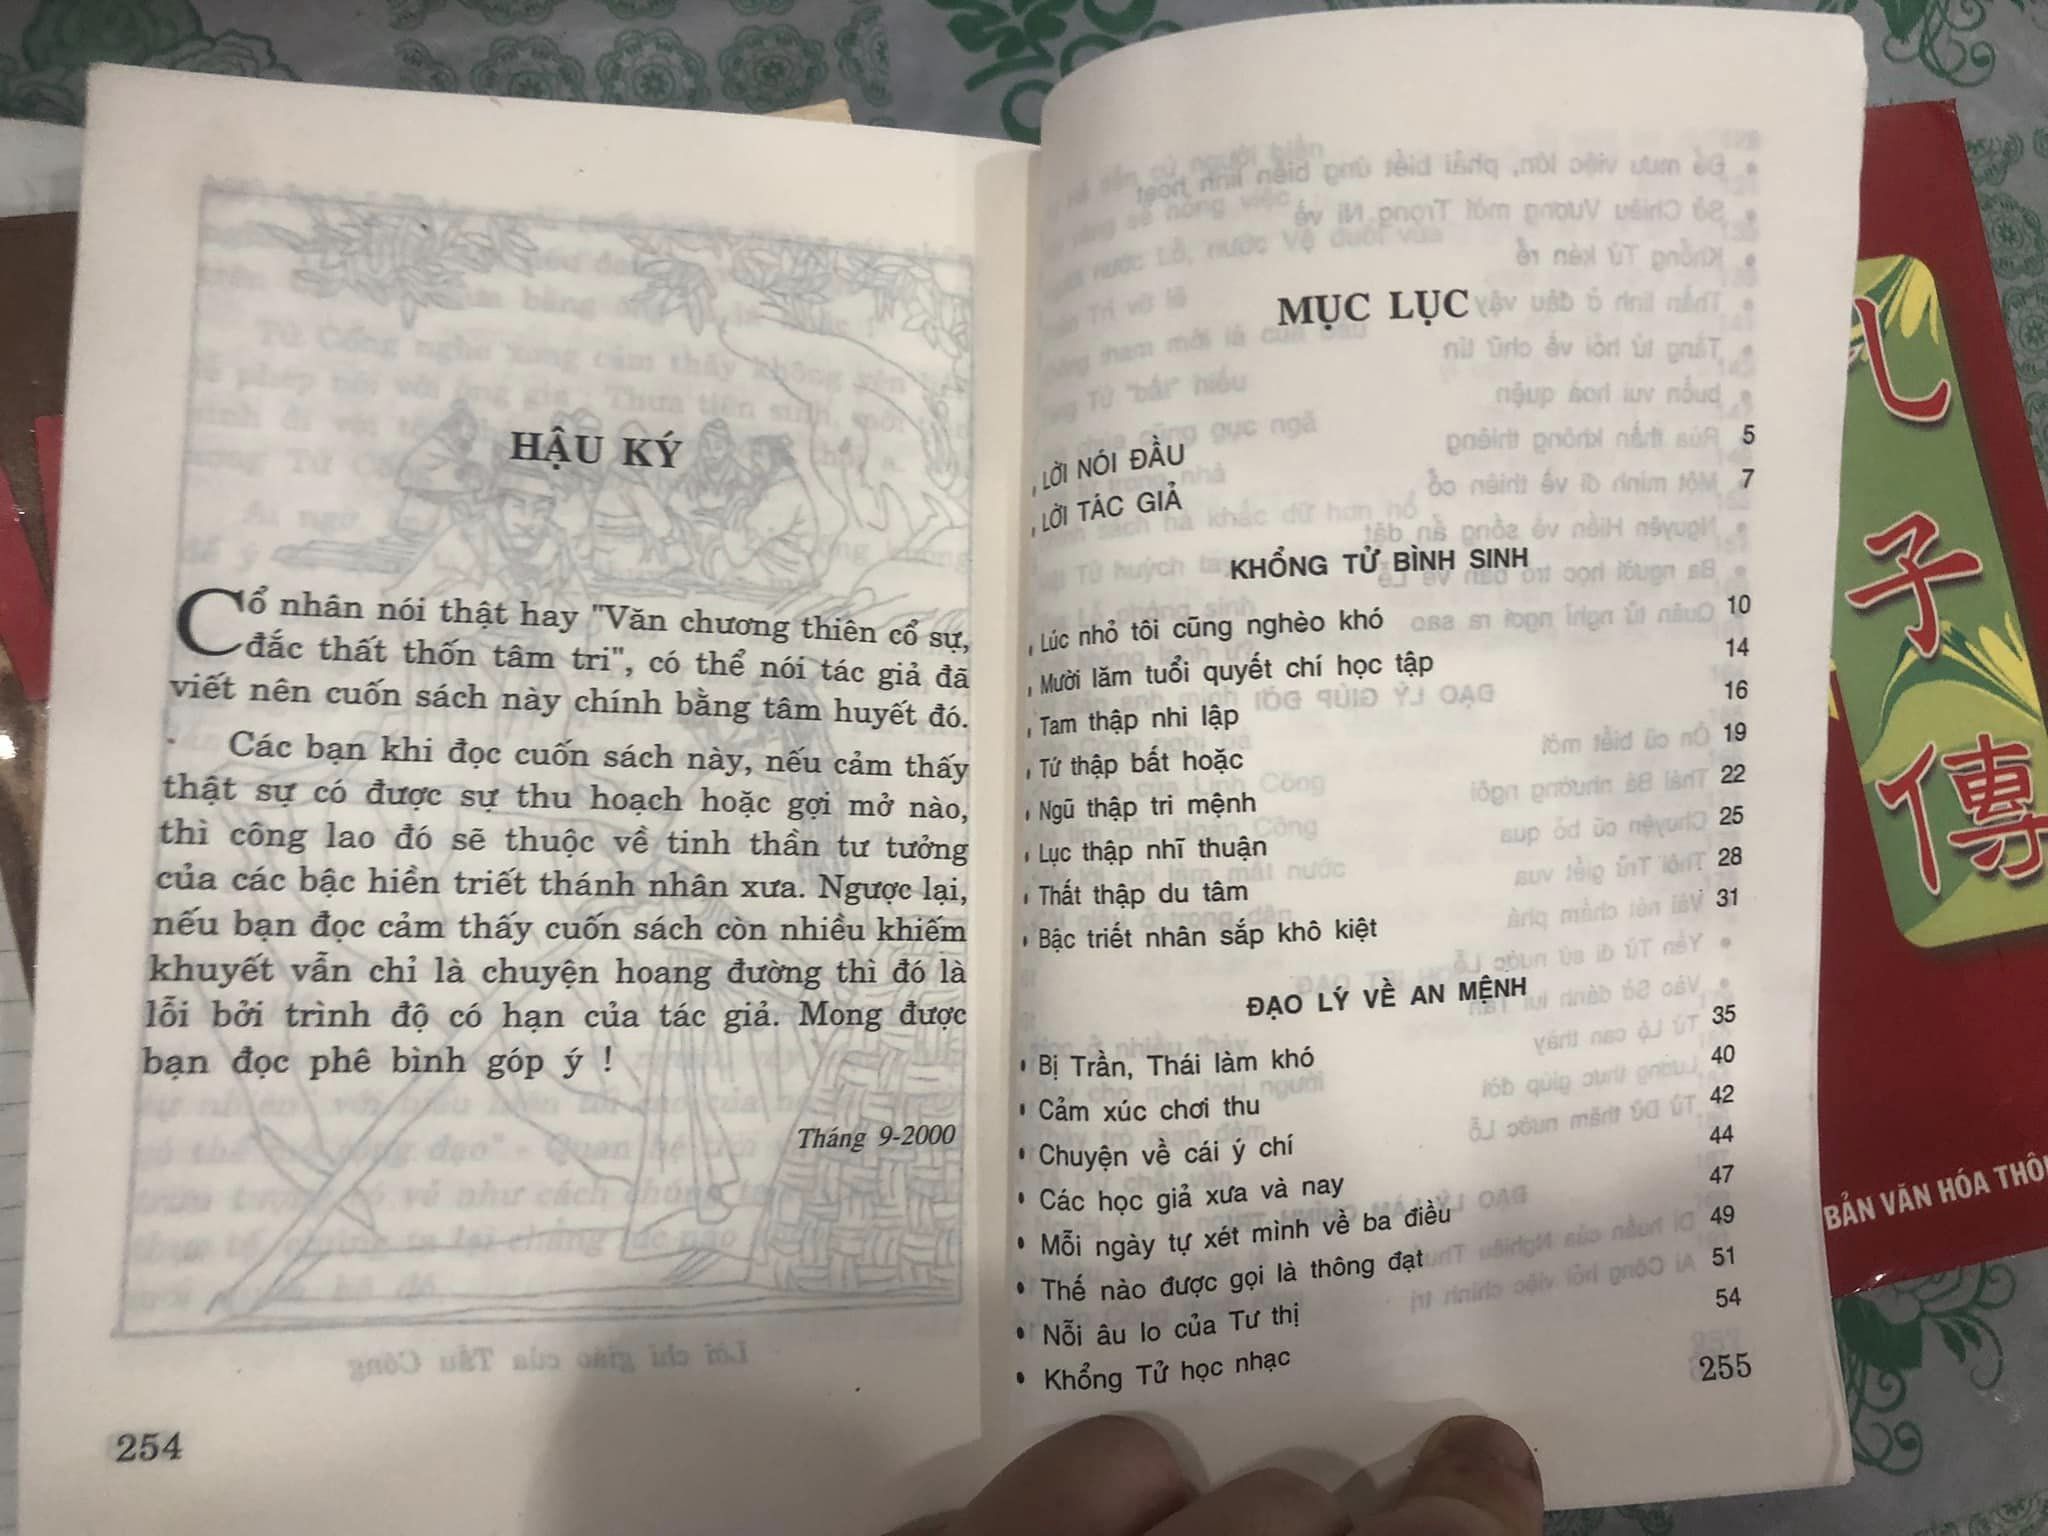 HẬU KÝ
Cổ nhân nói thật hay "Văn chương thiên cổ sự,
đắc thất thốn tâm tri", có thể nói tác giả đã
viết nên cuốn sách này chính bằng tâm huyết đó.
Các bạn khi đọc cuốn sách này, nếu cảm thấy
thật sự có được sự thu hoạch hoặc gợi mở nào,
thì công lao đó sẽ thuộc về tinh thần tư tưởng
của các bậc hiền triết thánh nhân xưa. Ngược lại,
nếu bạn đọc cảm thấy cuốn sách còn nhiều khiếm
khuyết vẫn chỉ là chuyện hoang đường thì đó là
lỗi bởi trình độ có hạn của tác giả. Mong được
bạn đọc phê bình góp ý !
Tháng 9-2000
254
MỤC LỤC
LỜI NÓI ĐẦU 5
LỜI TÁC GIẢ 7
KHỔNG TỬ BÌNH SINH
Lúc nhỏ tôi cũng nghèo khó 10
Mười lăm tuổi quyết chí học tập 14
Tam thập nhi lập 16
Tứ thập bất hoặc 19
Ngũ thập tri mệnh 22
Lục thập nhĩ thuận 25
Thất thập du tâm 28
Bậc triết nhân sắp khô kiệt 31
ĐẠO LÝ VỀ AN MỆNH
• Bị Trần, Thái làm khó 35
• Cảm xúc chơi thu 40
• Chuyện về cái ý chí 42
• Các học giả xưa và nay 44
• Mỗi ngày tự xét mình về ba điều 47
• Thế nào được gọi là thông đạt 49
• Nỗi âu lo của Tư thị 51
• Khổng Tử học nhạc 54
255
子
傳
BẢN VĂN HÓA THÔ